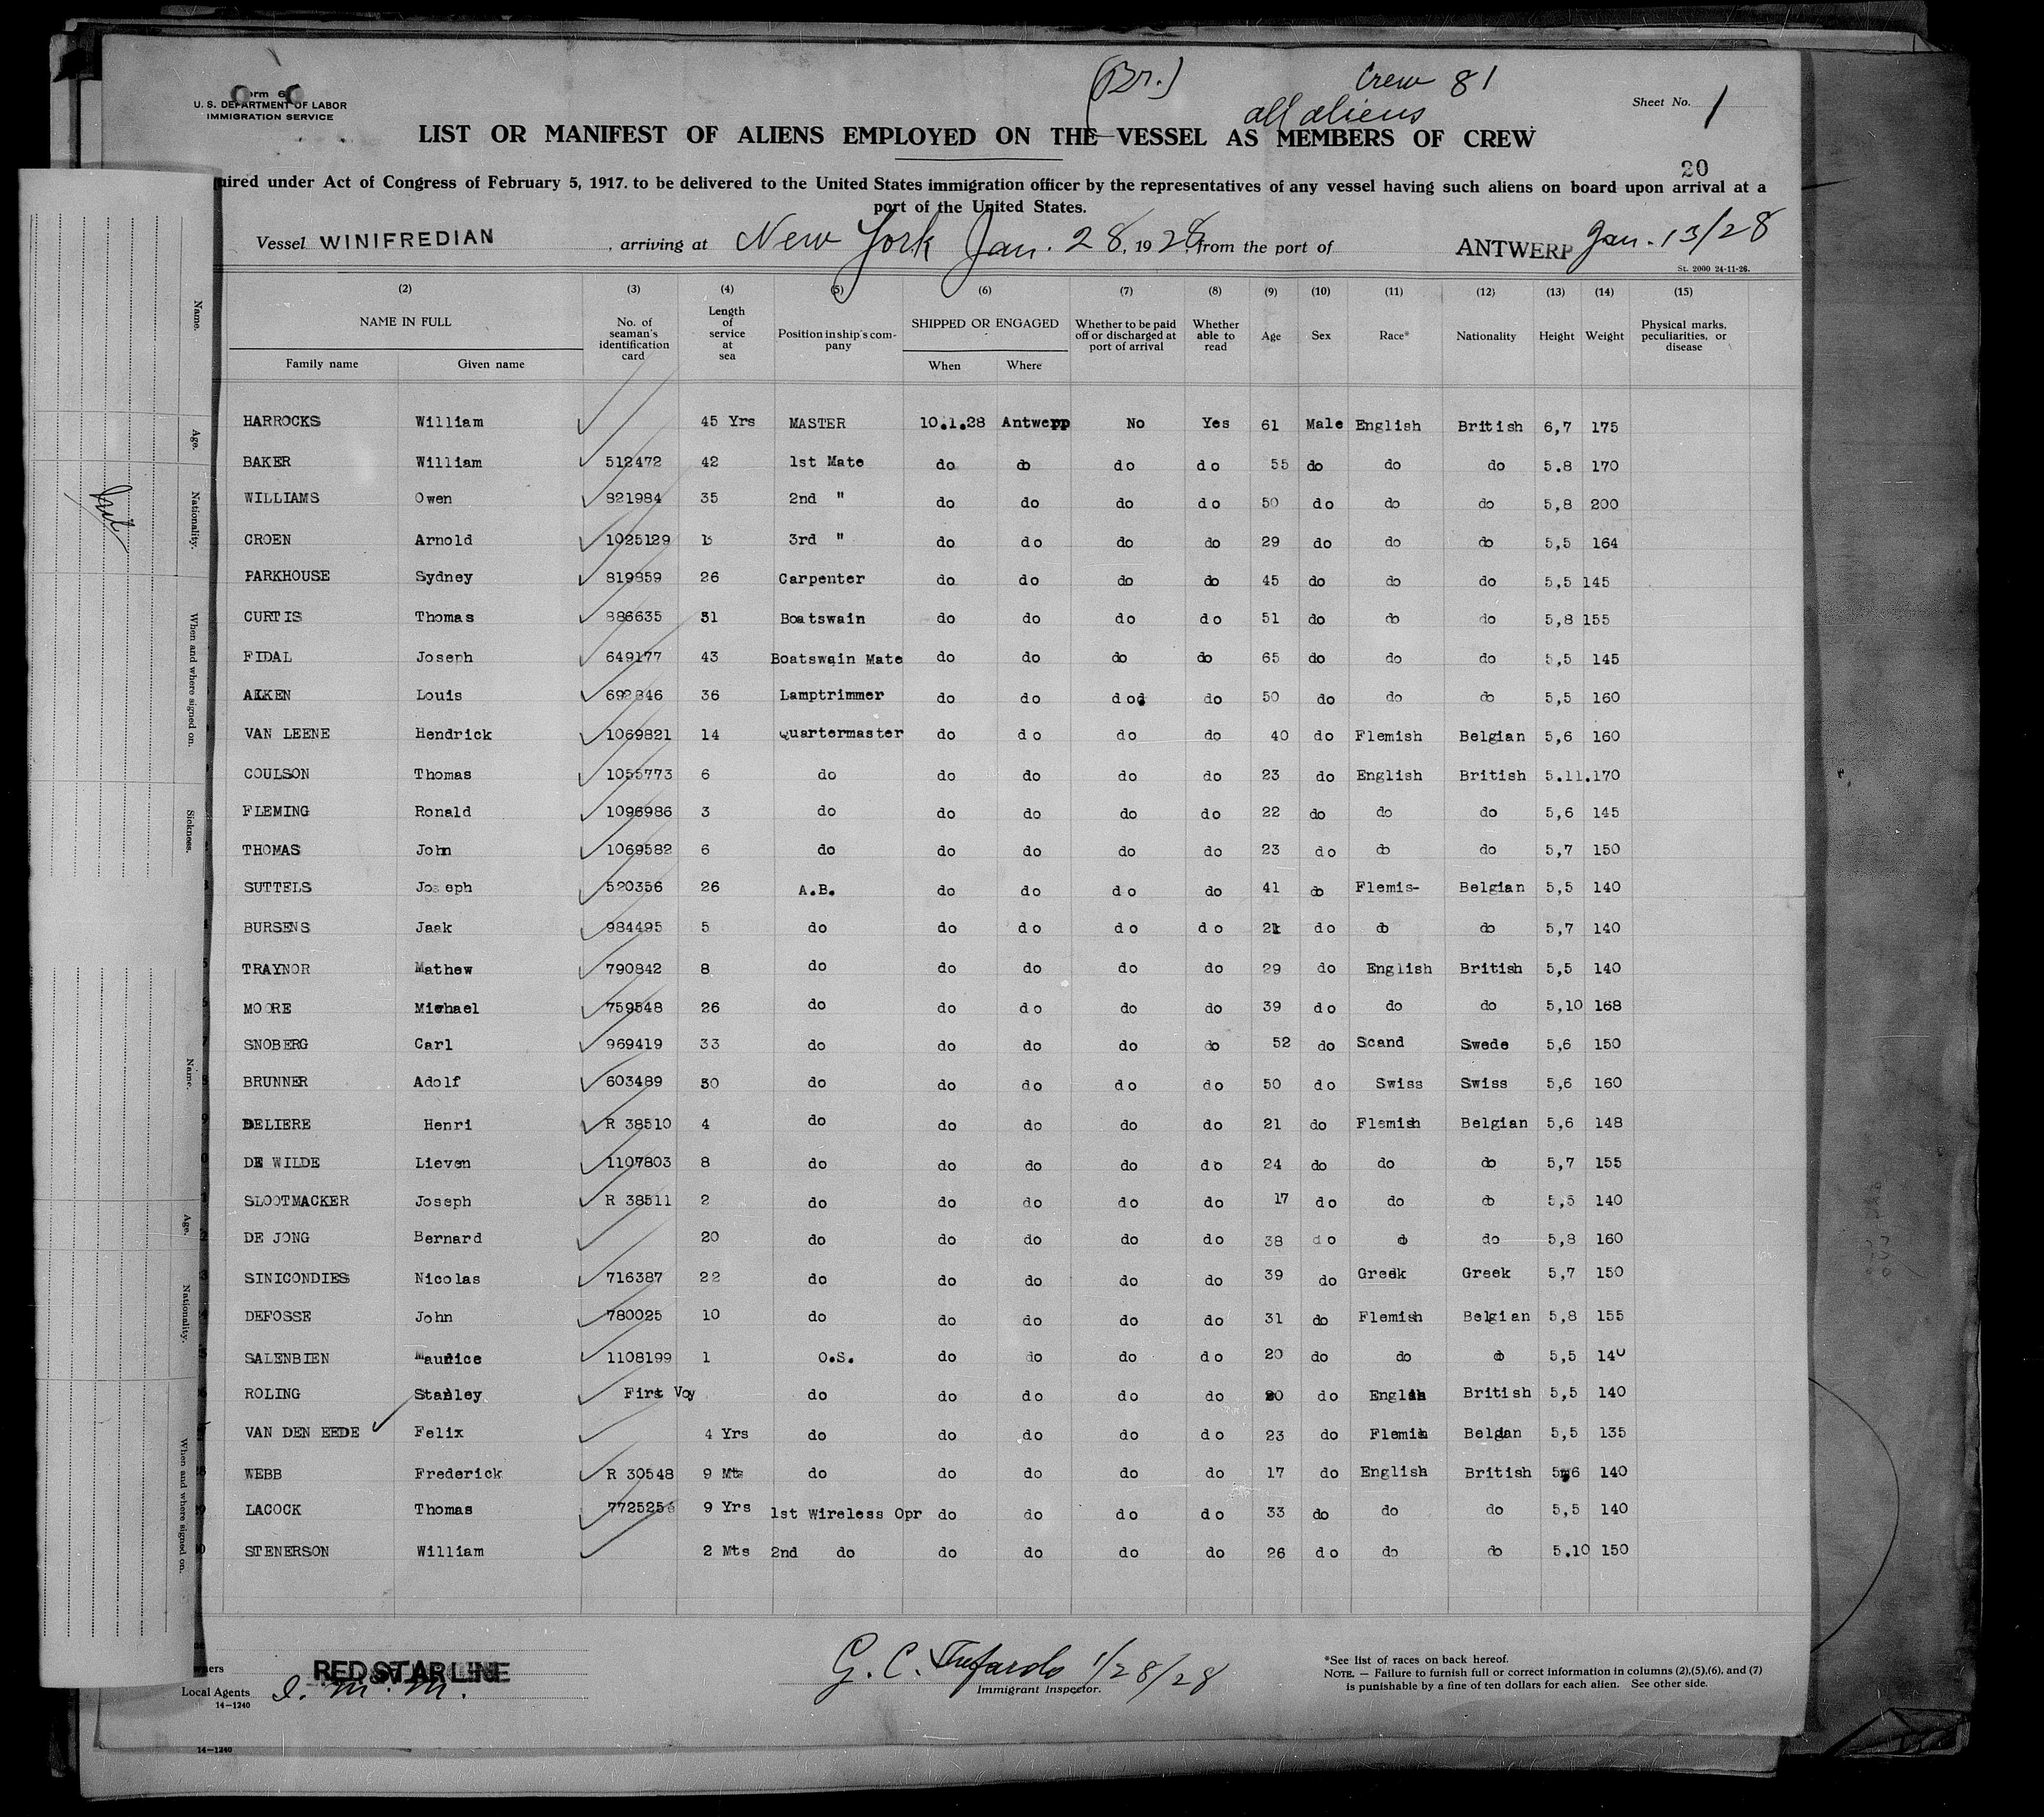 (Br.) Crew 81
all aliens
U. S. DEPARTMENT OF LABOR
IMMIGRATION SERVICE
Sheet No. 1
LIST OR MANIFEST OF ALIENS EMPLOYED ON THE VESSEL AS MEMBERS OF CREW
20
uired under Act of Congress of February 5, 1917. to be delivered to the United States immigration officer by the representatives of any vessel having such aliens on board upon arrival at a
port of the United States.
Vessel WINIFREDIAN , arriving at New York Jan. 28, 1928 from the port of ANTWERP Jan. 13/28
St. 2000 24-11-26.
(2) (3) (4) (5) (6) (7) (8) (9) (10) (11) (12) (13) (14) (15)
NAME IN FULL No. of seaman's identification card Length of service at sea Position in ship's company SHIPPED OR ENGAGED Whether to be paid off or discharged at port of arrival Whether able to read Age Sex Race* Nationality Height Weight Physical marks, peculiarities, or disease
Family name Given name When Where
HARROCKS William 45 Yrs MASTER 10.1.28 Antwerp No Yes 61 Male English British 6,7 175
BAKER William 512472 42 1st Mate do do do do 55 do do do 5.8 170
WILLIAMS Owen 821984 35 2nd " do do do do 50 do do do 5,8 200
CROEN Arnold 1025129 3rd " do do do do 29 do do do 5,5 164
PARKHOUSE Sydney 819859 26 Carpenter do do do do 45 do do do 5,5 145
CURTIS Thomas 886635 31 Boatswain do do do do 51 do do do 5,8 155
FIDAL Joseph 649177 43 Boatswain Mate do do do do 65 do do do 5,5 145
Louis 692846 36 Lamptrimmer do do do do 50 do do do 5,5 160
VAN LEENE Hendrick 1069821 14 Quartermaster do do do do 40 do Flemish Belgian 5,6 160
COULSON Thomas 1055773 6 do do do do do 23 do English British 5.11.170
FLEMING Ronald 1096986 3 do do do do do 22 do do do 5,6 145
THOMAS John 1069582 6 do do do do do 23 do do do 5,7 150
SUTTELS Joseph 520356 26 A.B. do do do do 41 do Flemis- Belgian 5,5 140
BURSENS Jaak 984495 5 do do do do do 21 do do do 5,7 140
TRAYNOR Mathew 790842 8 do do do do do 29 do English British 5,5 140
MOORE Michael 759548 26 do do do do do 39 do do do 5,10 168
SNOBERG Carl 969419 33 do do do do do 52 do Scand Swede 5,6 150
BRUNNER Adolf 603489 30 do do do do do 50 do Swiss Swiss 5,6 160
DELIERE Henri R 38510 4 do do do do do 21 do Flemish Belgian 5,6 148
DE WILDE Lieven 1107803 8 do do do do do 24 do do do 5,7 155
SLOOTMACKER Joseph R 38511 2 do do do do do 17 do do do 5,5 140
DE JONG Bernard 20 do do do do do 38 do do do 5,8 160
SINICONDIES Nicolas 716387 22 do do do do do 39 do Greek Greek 5,7 150
DEFOSSE John 780025 10 do do do do do 31 do Flemish Belgian 5,8 155
SALENBIEN Maurice 1108199 1 O.S. do do do do 20 do do do 5,5 140
ROLING Stanley First Voy do do do do do 20 do English British 5,5 140
VAN DEN EEDE Felix 4 Yrs do do do do do 23 do Flemish Belgian 5,5 135
WEBB Frederick R 30548 9 Mts do do do do do 17 do English British 5,6 140
LACOCK Thomas 772525 9 Yrs 1st Wireless Opr do do do do 33 do do do 5,5 140
STENERSON William 2 Mts 2nd do do do do do 26 do do do 5.10 150
Name.
Age.
Nationality.
When and where signed on.
Sickness.
Name.
Age.
Nationality.
When and where signed on.
RED STAR LINE
Local Agents I. M. M.
14—1240
G. C. 1/28/28
Immigrant Inspector.
*See list of races on back hereof.
NOTE. — Failure to furnish full or correct information in columns (2),(5),(6), and (7)
is punishable by a fine of ten dollars for each alien. See other side.
14—1240